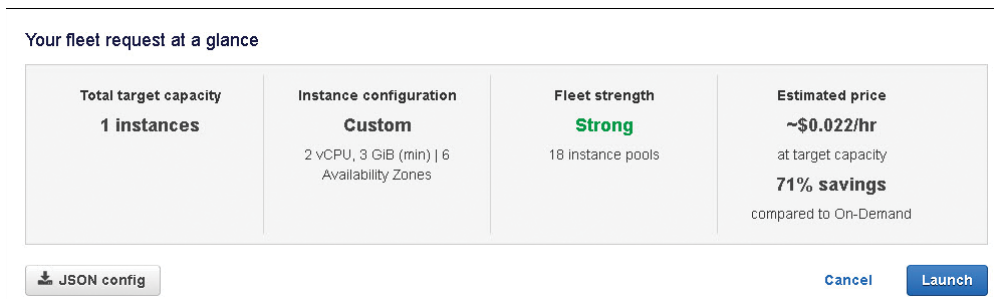 Your fleet request at a glance
Total target capacity
1 instances
Instance configuration
Custom
2 vCPU, 3 GiB (min) | 6
Availability Zones
Fleet strength
Strong
18 instance pools
Estimated price
~$0.022/hr
at target capacity
71% savings
compared to On-Demand
JSON config
Cancel
Launch